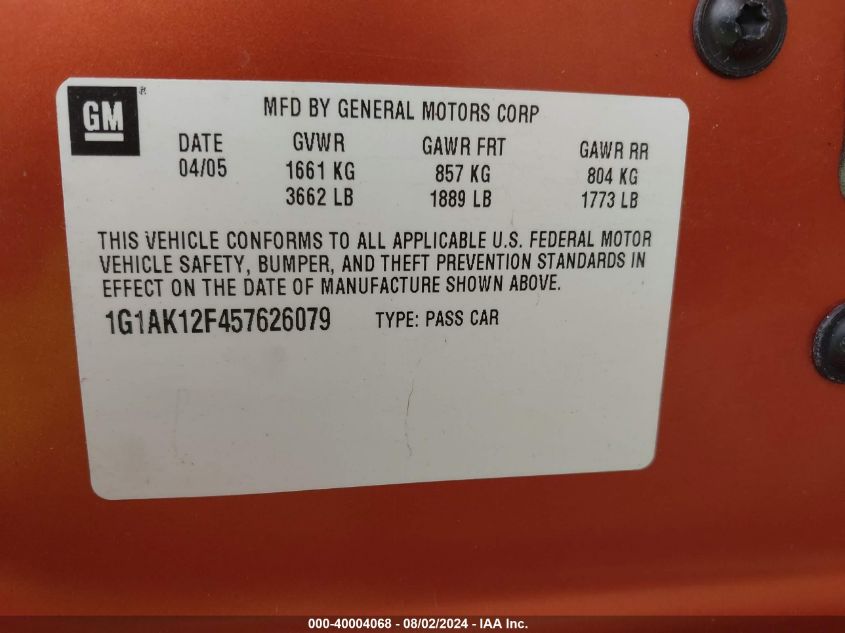 GM
MFD BY GENERAL MOTORS CORP
DATE GVWR GAWR FRT GAWR RR
04/05 1661 KG 857 KG 804 KG
3662 LB 1889 LB 1773 LB
THIS VEHICLE CONFORMS TO ALL APPLICABLE U.S. FEDERAL MOTOR
VEHICLE SAFETY, BUMPER, AND THEFT PREVENTION STANDARDS IN
EFFECT ON THE DATE OF MANUFACTURE SHOWN ABOVE.
1G1AK12F457626079 TYPE: PASS CAR
000-40004068 - 08/02/2024 - IAA Inc.